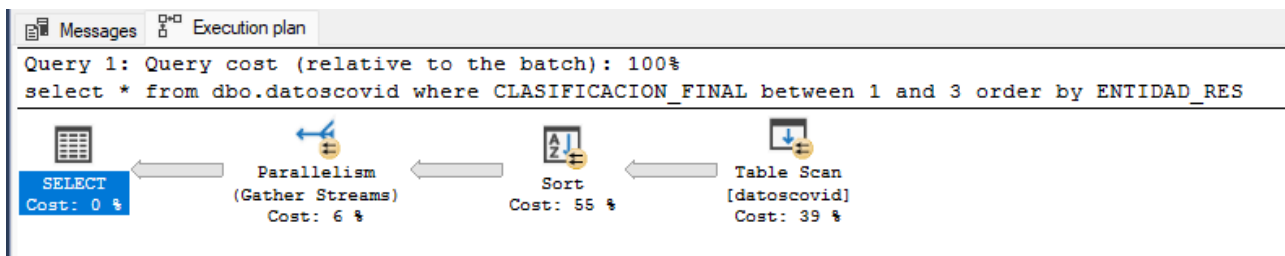 Messages Execution plan
Query 1: Query cost (relative to the batch): 100%
select * from dbo.datoscovid where CLASIFICACION_FINAL between 1 and 3 order by ENTIDAD_RES
SELECT
Cost: 0 %
Parallelism
(Gather Streams)
Cost: 6 %
Sort
Cost: 55 %
Table Scan
[datoscovid]
Cost: 39 %